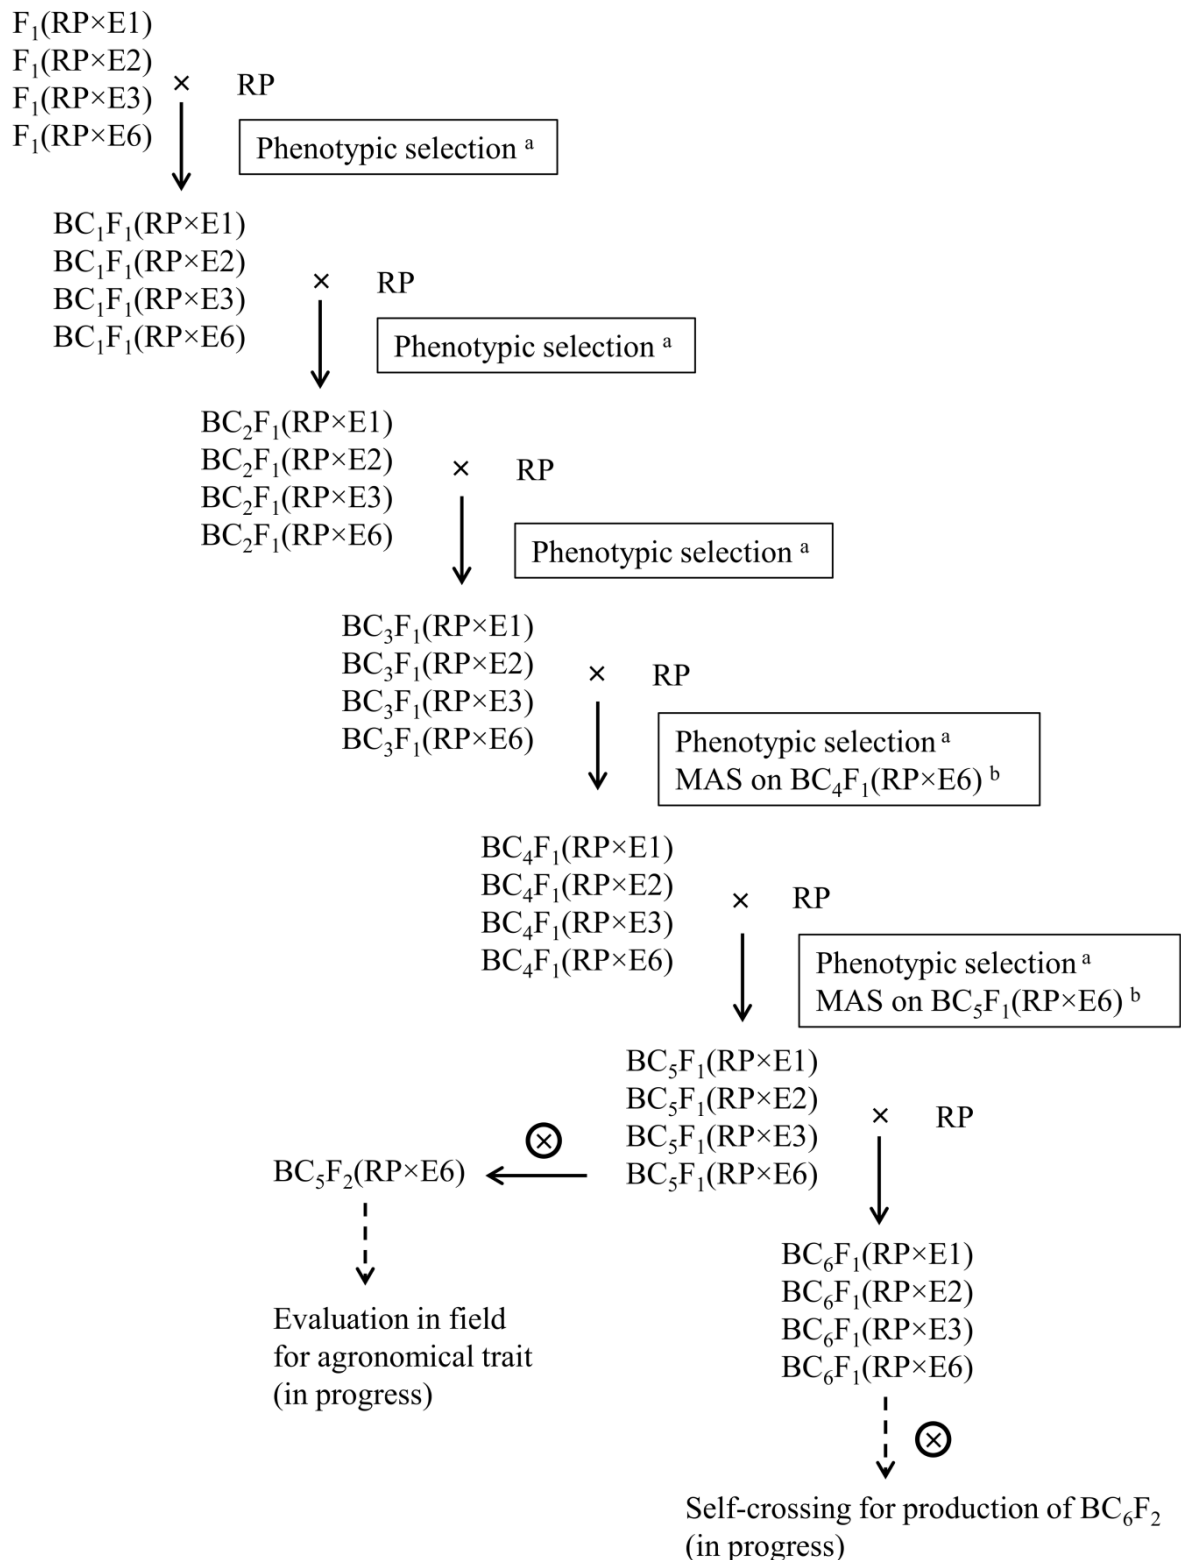 F₁(RP×E1)
F₁(RP×E2)
F₁(RP×E3)
F₁(RP×E6)
× RP
Phenotypic selection ᵃ
BC₁F₁(RP×E1)
BC₁F₁(RP×E2)
BC₁F₁(RP×E3)
BC₁F₁(RP×E6)
× RP
Phenotypic selection ᵃ
BC₂F₁(RP×E1)
BC₂F₁(RP×E2)
BC₂F₁(RP×E3)
BC₂F₁(RP×E6)
× RP
Phenotypic selection ᵃ
BC₃F₁(RP×E1)
BC₃F₁(RP×E2)
BC₃F₁(RP×E3)
BC₃F₁(RP×E6)
× RP
Phenotypic selection ᵃ
MAS on BC₄F₁(RP×E6) ᵇ
BC₄F₁(RP×E1)
BC₄F₁(RP×E2)
BC₄F₁(RP×E3)
BC₄F₁(RP×E6)
× RP
Phenotypic selection ᵃ
MAS on BC₅F₁(RP×E6) ᵇ
BC₅F₁(RP×E1)
BC₅F₁(RP×E2)
BC₅F₁(RP×E3)
BC₅F₁(RP×E6)
× RP
⊗
BC₅F₂(RP×E6)
Evaluation in field
for agronomical trait
(in progress)
BC₆F₁(RP×E1)
BC₆F₁(RP×E2)
BC₆F₁(RP×E3)
BC₆F₁(RP×E6)
⊗
Self-crossing for production of BC₆F₂
(in progress)